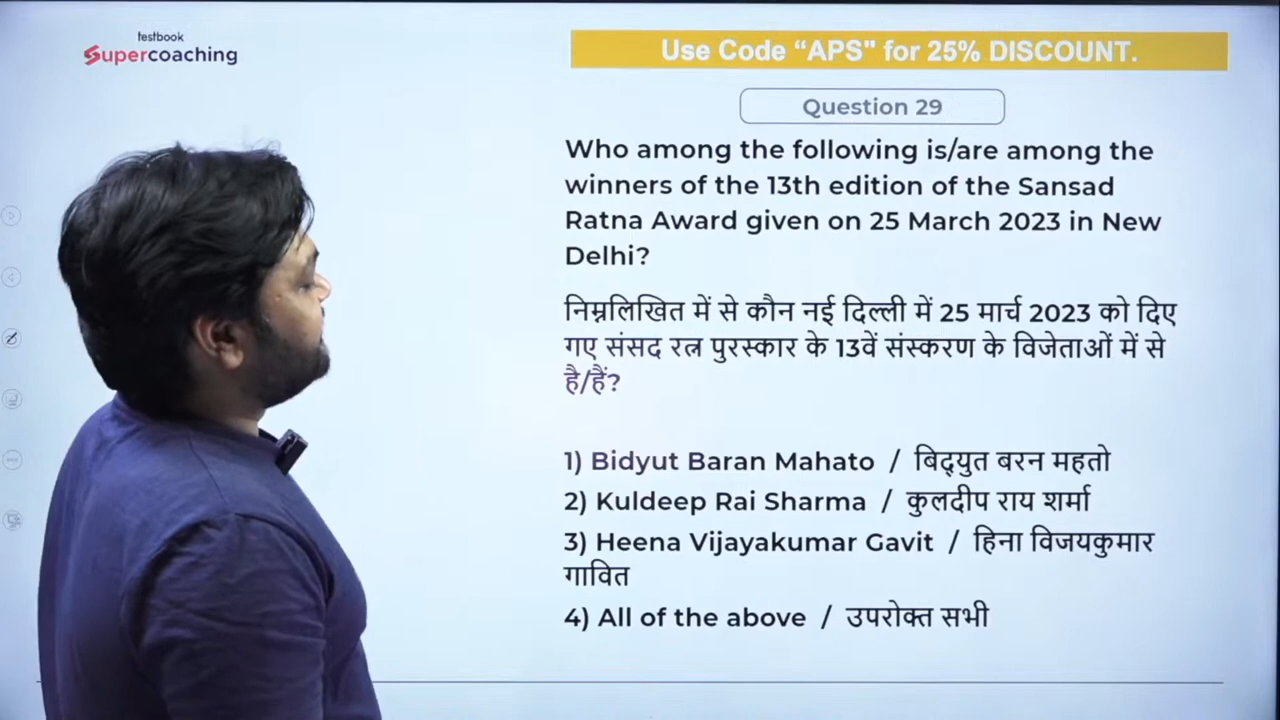 testbook
Supercoaching
Use Code “APS" for 25% DISCOUNT.
Question 29
Who among the following is/are among the
winners of the 13th edition of the Sansad
Ratna Award given on 25 March 2023 in New
Delhi?
निम्नलिखित में से कौन नई दिल्ली में 25 मार्च 2023 को दिए
गए संसद रत्न पुरस्कार के 13वें संस्करण के विजेताओं में से
है/हैं?
1) Bidyut Baran Mahato / बिद्युत बरन महतो
2) Kuldeep Rai Sharma / कुलदीप राय शर्मा
3) Heena Vijayakumar Gavit / हिना विजयकुमार
गावित
4) All of the above / उपरोक्त सभी